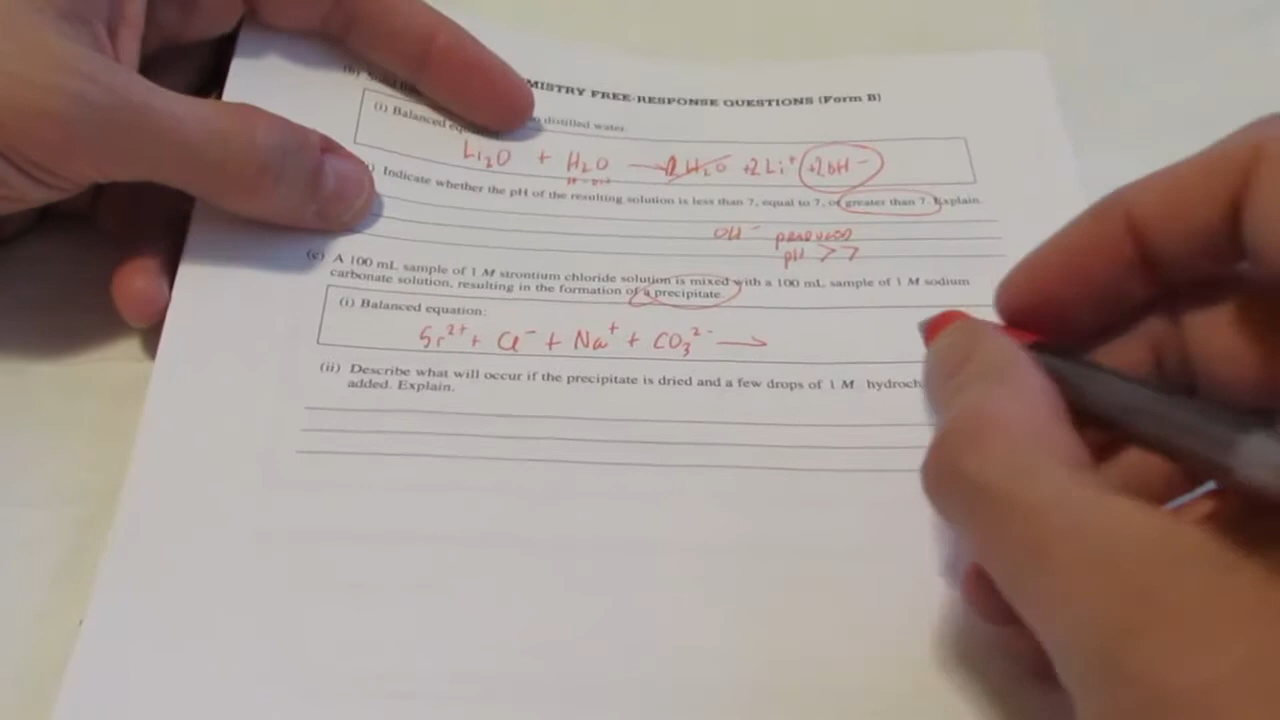 MISTRY FREE-RESPONSE QUESTIONS (Form B)
distilled water.
(i) Balanced
Li₂O + H₂O → 2H₂O +2Li⁺ +2OH⁻
Indicate whether the pH of the resulting solution is less than 7, equal to 7, or greater than 7. Explain.
OH⁻ produced
pH > 7
(c) A 100 mL sample of 1 M strontium chloride solution is mixed with a 100 mL sample of 1 M sodium
carbonate solution, resulting in the formation of a precipitate.
(i) Balanced equation:
Sr²⁺ + Cl⁻ + Na⁺ + CO₃²⁻ →
(ii) Describe what will occur if the precipitate is dried and a few drops of 1 M hydroch
added. Explain.